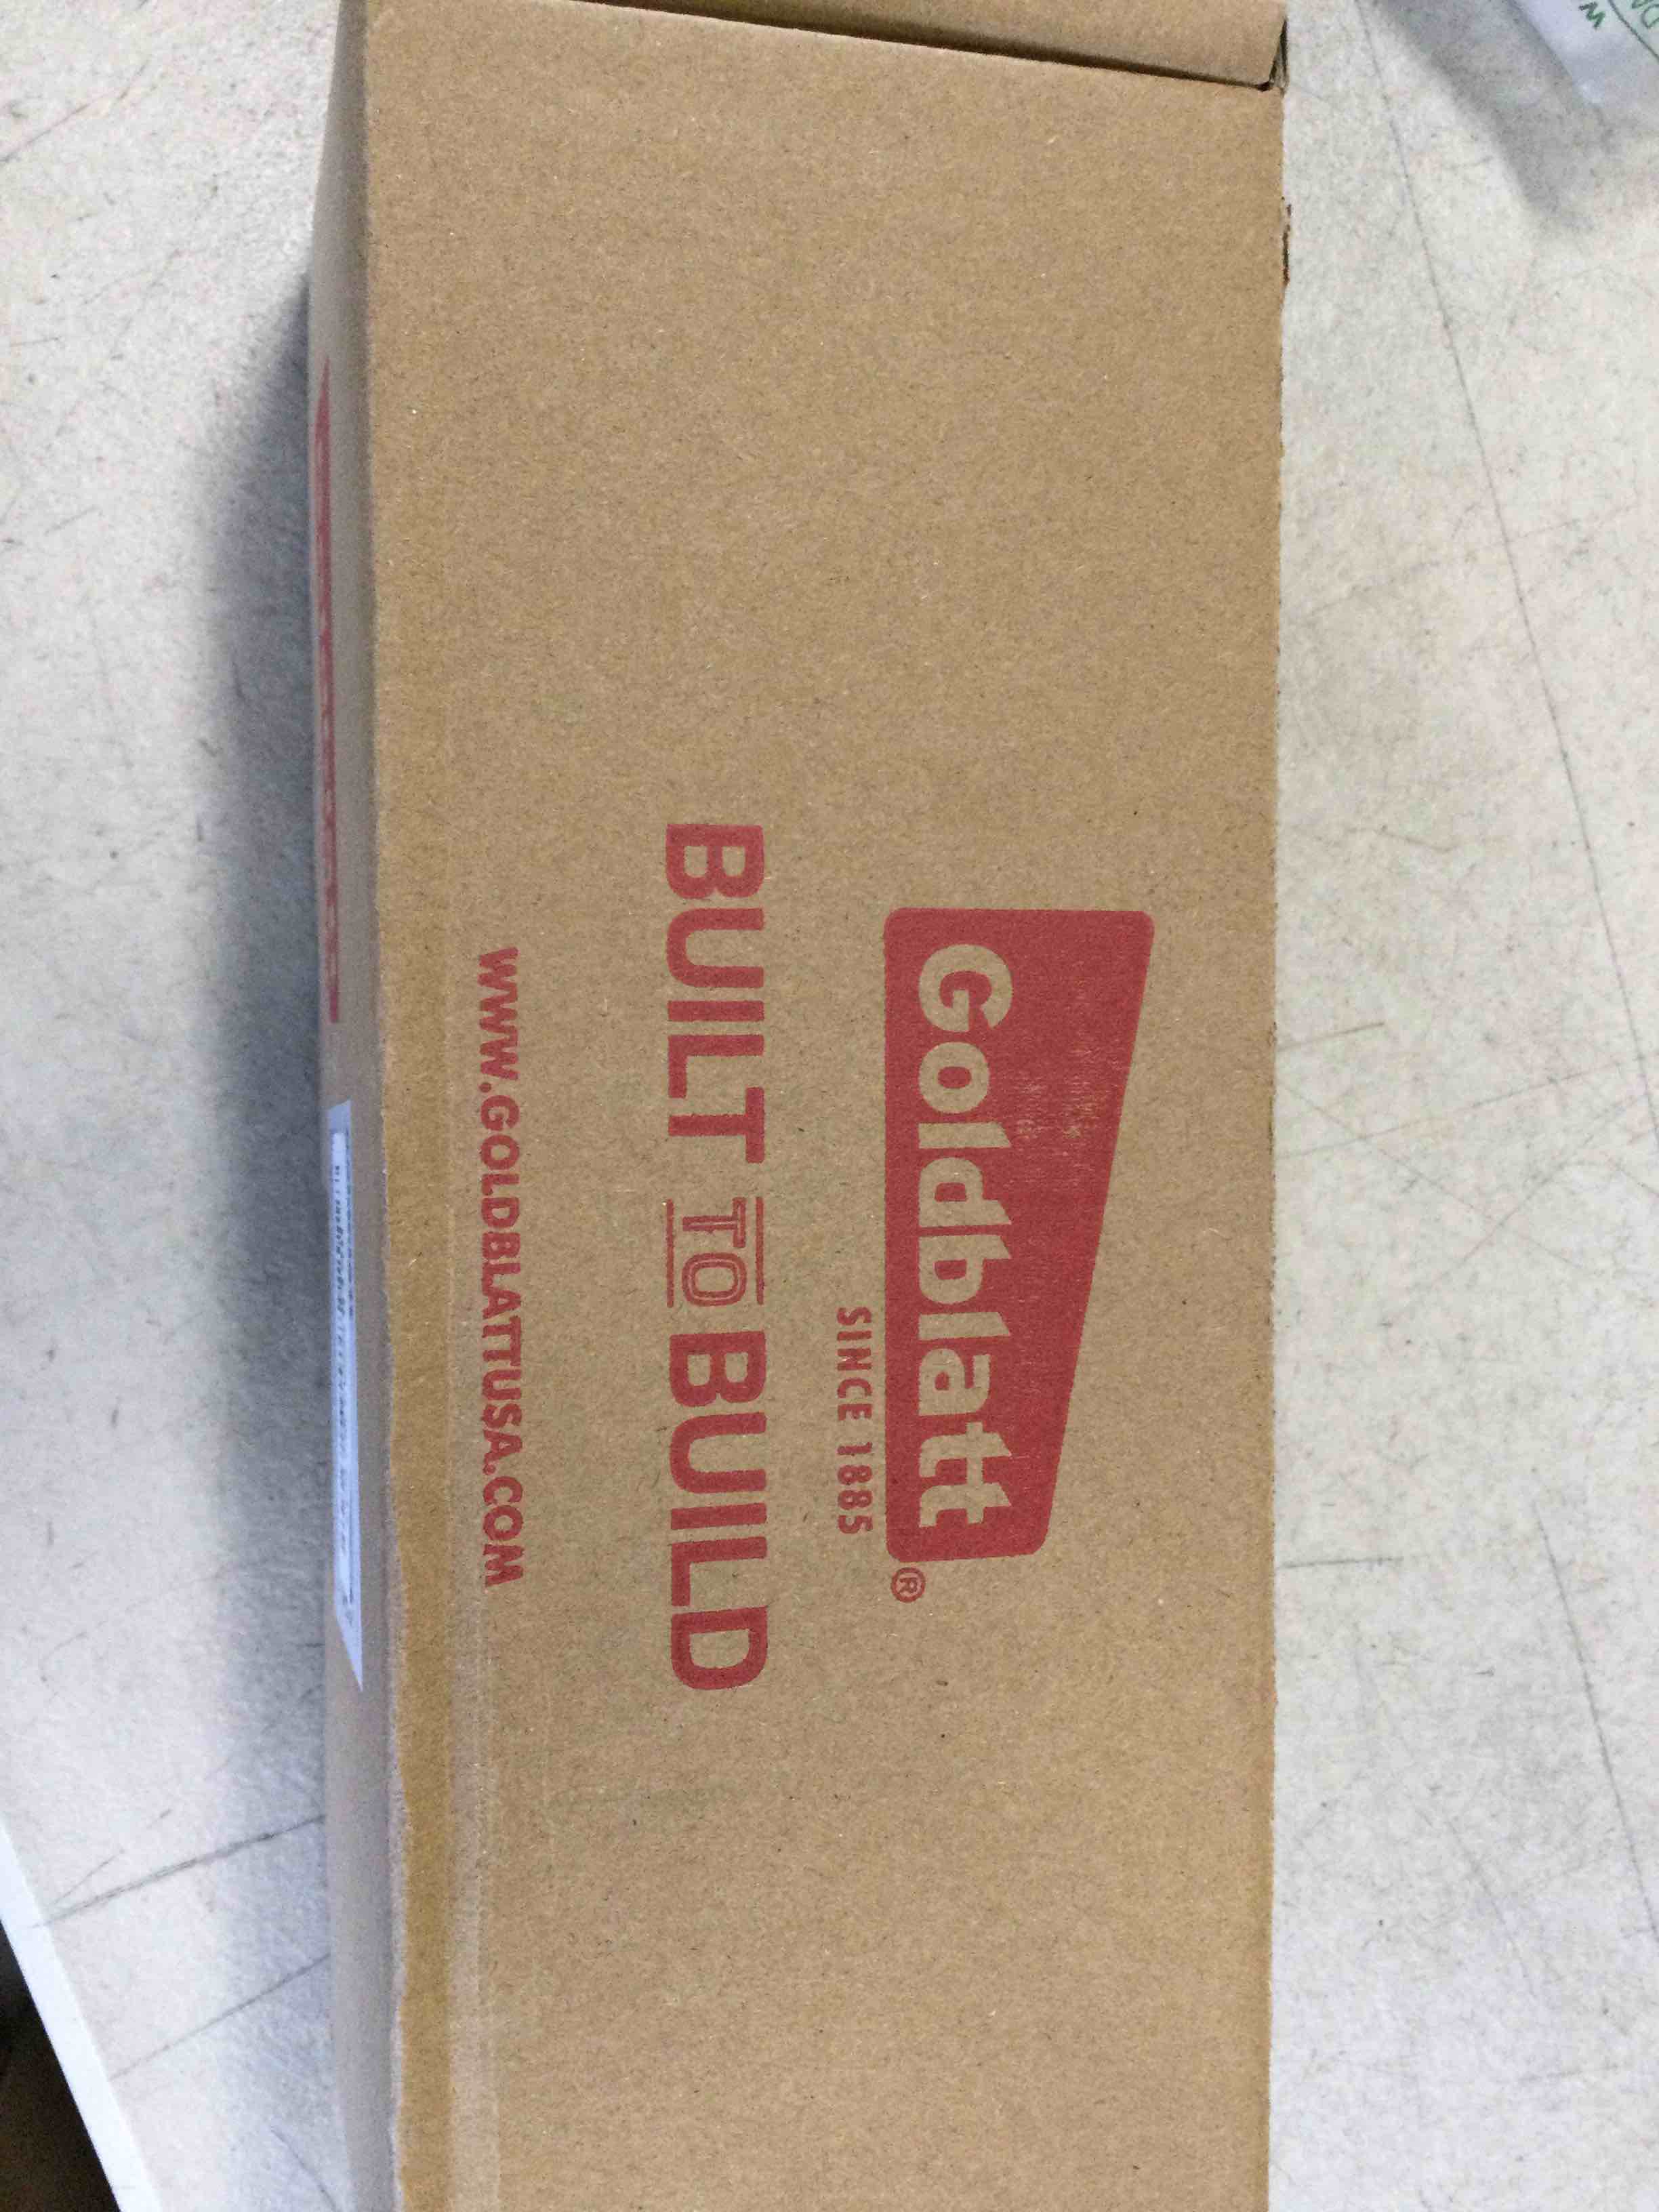 Goldblatt®
SINCE 1885
BUILT TO BUILD
WWW.GOLDBLATTUSA.COM